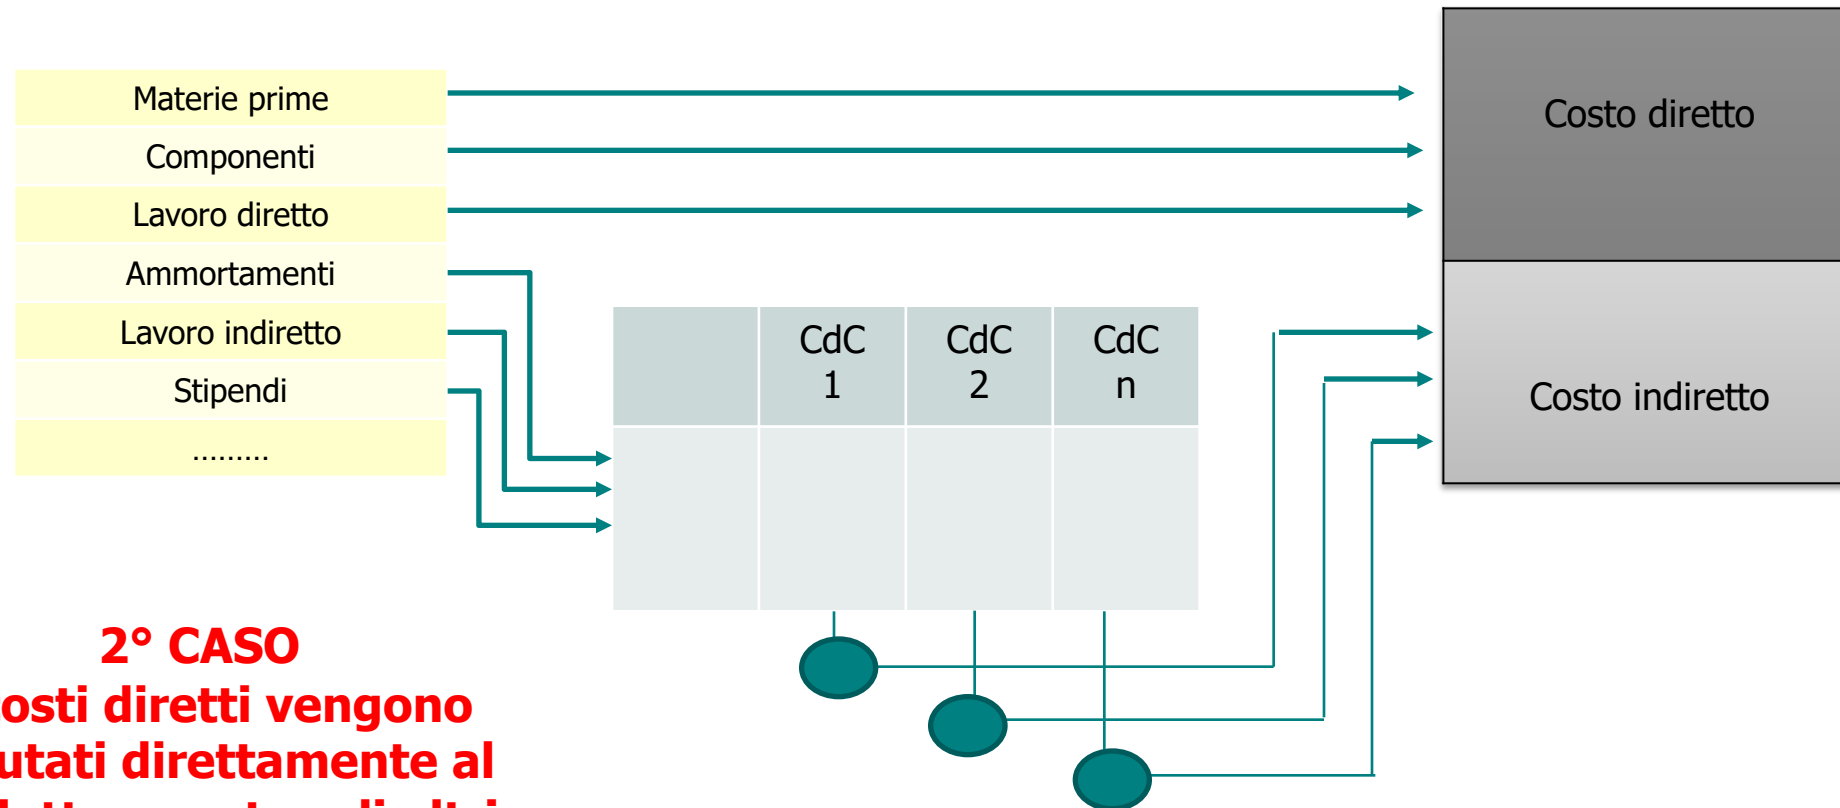 Materie prime
Componenti
Lavoro diretto
Ammortamenti
Lavoro indiretto
Stipendi
.........
CdC
1
CdC
2
CdC
n
Costo diretto
Costo indiretto
2° CASO
osti diretti vengono
utati direttamente al